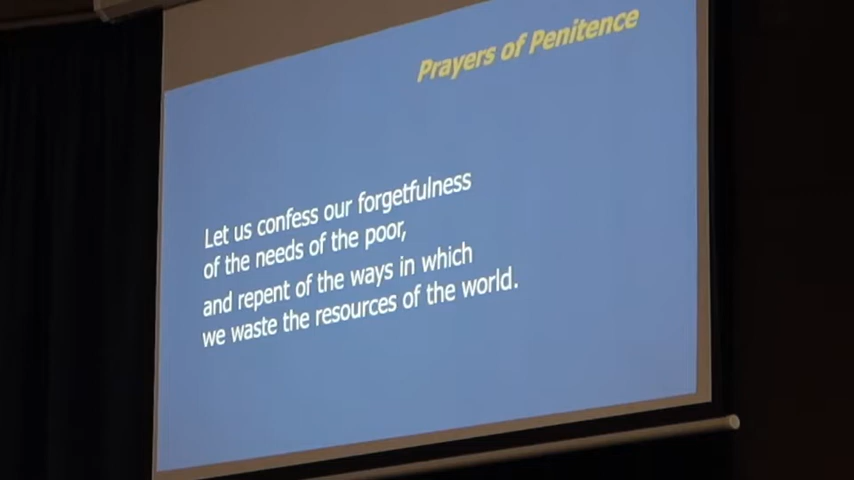 Prayers of Penitence
Let us confess our forgetfulness
of the needs of the poor,
and repent of the ways in which
we waste the resources of the world.